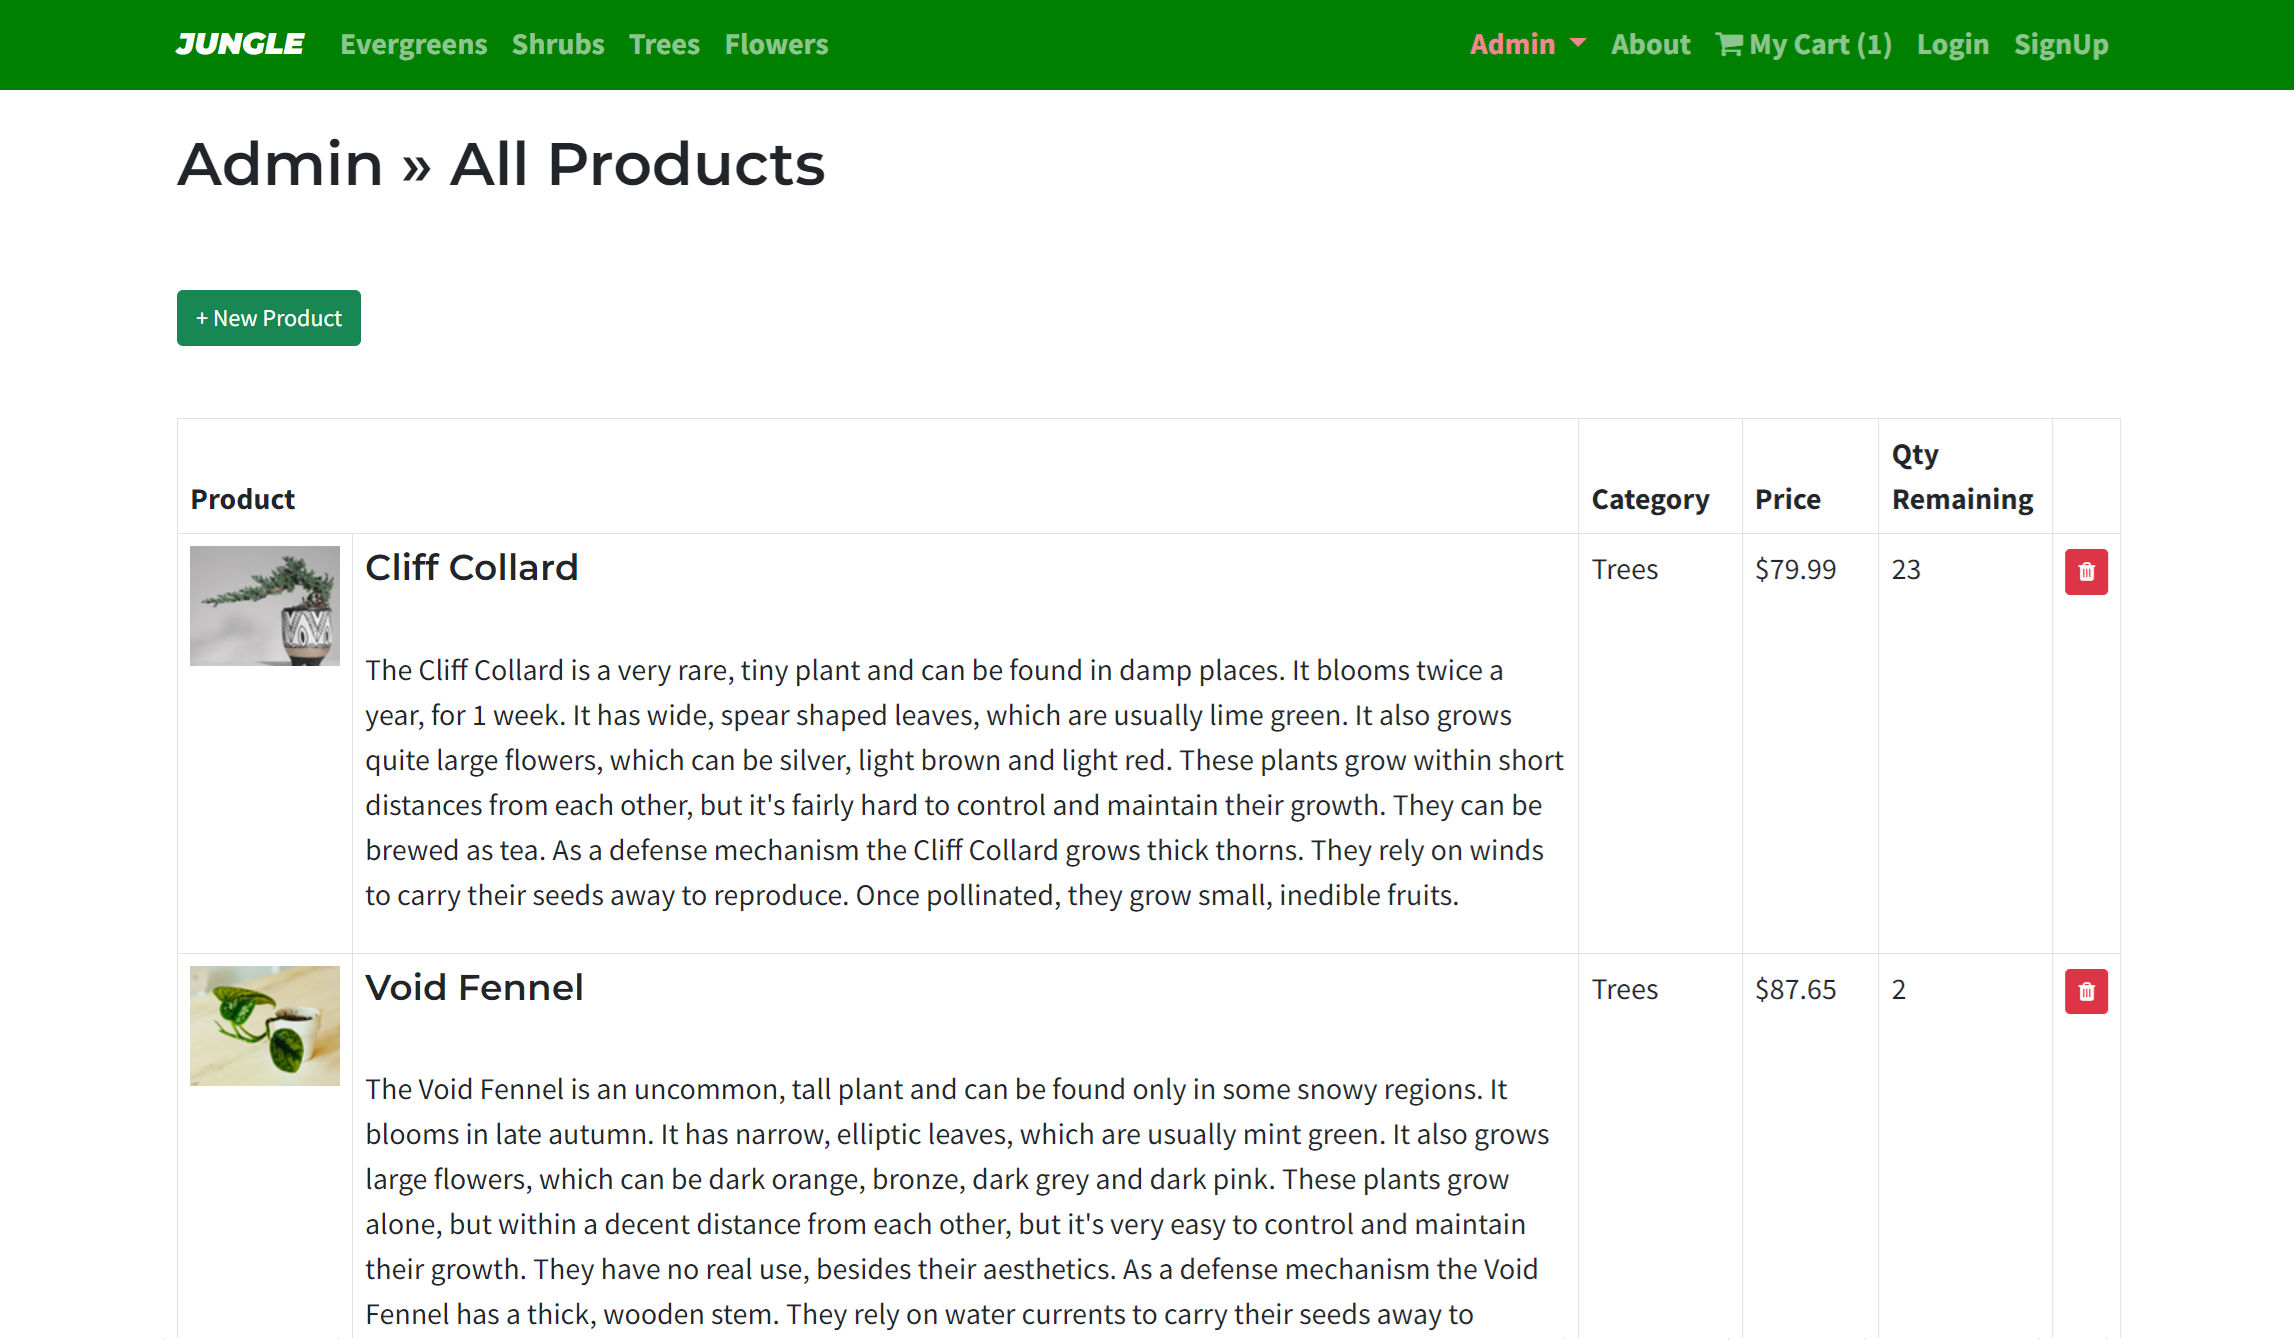 JUNGLE Evergreens Shrubs Trees Flowers Admin About My Cart (1) Login SignUp
Admin » All Products
+ New Product
Product Category Price Qty Remaining
Cliff Collard Trees $79.99 23
The Cliff Collard is a very rare, tiny plant and can be found in damp places. It blooms twice a
year, for 1 week. It has wide, spear shaped leaves, which are usually lime green. It also grows
quite large flowers, which can be silver, light brown and light red. These plants grow within short
distances from each other, but it's fairly hard to control and maintain their growth. They can be
brewed as tea. As a defense mechanism the Cliff Collard grows thick thorns. They rely on winds
to carry their seeds away to reproduce. Once pollinated, they grow small, inedible fruits.
Void Fennel Trees $87.65 2
The Void Fennel is an uncommon, tall plant and can be found only in some snowy regions. It
blooms in late autumn. It has narrow, elliptic leaves, which are usually mint green. It also grows
large flowers, which can be dark orange, bronze, dark grey and dark pink. These plants grow
alone, but within a decent distance from each other, but it's very easy to control and maintain
their growth. They have no real use, besides their aesthetics. As a defense mechanism the Void
Fennel has a thick, wooden stem. They rely on water currents to carry their seeds away to